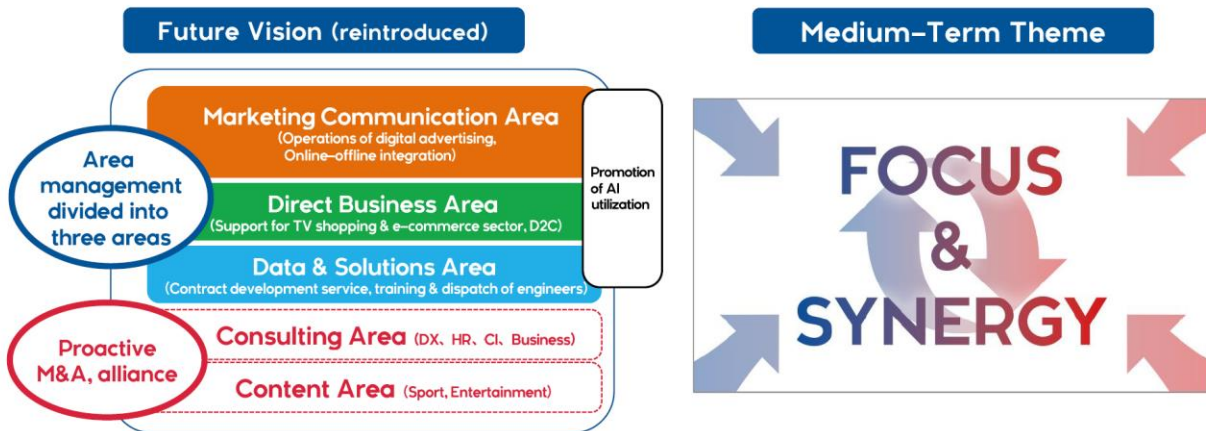 Future Vision (reintroduced)
Marketing Communication Area
(Operations of digital advertising,
Online-offline integration)
Direct Business Area
(Support for TV shopping & e-commerce sector, D2C)
Data & Solutions Area
(Contract development service, training & dispatch of engineers)
Promotion
of AI
utilization
Area
management
divided into
three areas
Consulting Area (DX、HR、CI、Business)
Content Area (Sport, Entertainment)
Proactive
M&A, alliance
Medium-Term Theme
FOCUS
&
SYNERGY